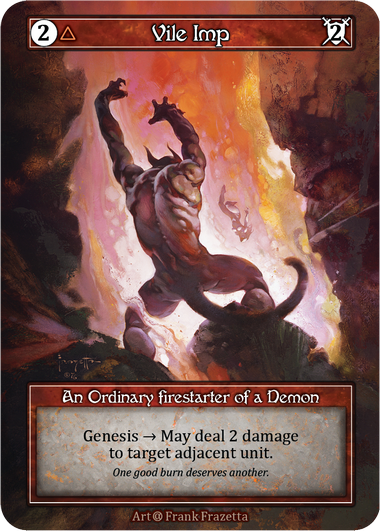 2 Vile Imp 2
An Ordinary firestarter of a Demon
Genesis → May deal 2 damage
to target adjacent unit.
One good burn deserves another.
Art @ Frank Frazetta